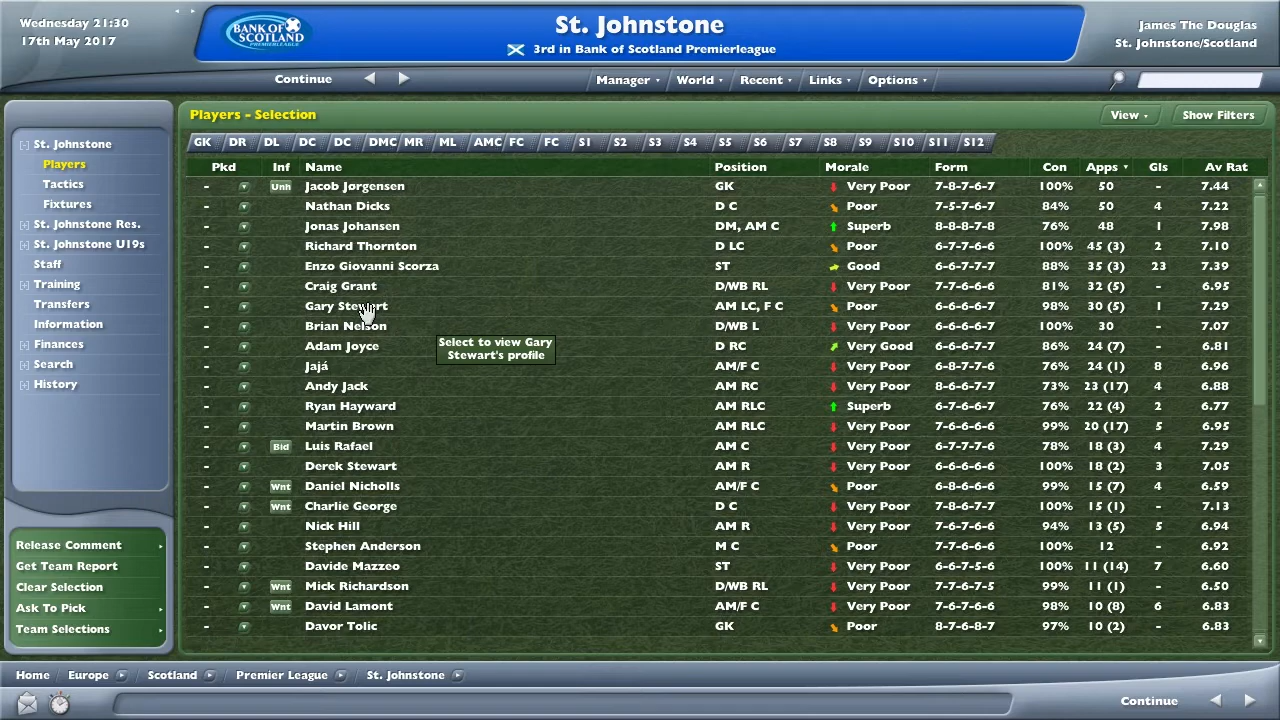 Wednesday 21:30
17th May 2017
BANK OF
SCOTLAND
PREMIERLEAGUE
St. Johnstone
3rd in Bank of Scotland Premierleague
James The Douglas
St. Johnstone/Scotland
Continue
Manager World Recent Links Options
Players - Selection
View Show Filters
GK DR DL DC DC DMC MR ML AMC FC FC S1 S2 S3 S4 S5 S6 S7 S8 S9 S10 S11 S12
Pkd Inf Name Position Morale Form Con Apps Gls Av Rat
- Unh Jacob Jørgensen GK Very Poor 7-8-7-6-7 100% 50 - 7.44
- Nathan Dicks D C Poor 7-5-7-6-7 84% 50 4 7.22
- Jonas Johansen DM, AM C Superb 8-8-8-7-8 76% 48 1 7.98
- Richard Thornton D LC Poor 6-7-7-6-6 100% 45 (3) 2 7.10
- Enzo Giovanni Scorza ST Good 6-6-7-7-7 88% 35 (3) 23 7.39
- Craig Grant D/WB RL Very Poor 7-7-6-6-6 81% 32 (5) - 6.95
- Gary Stewart AM LC, F C Poor 6-6-6-6-7 98% 30 (5) 1 7.29
- Brian Nelson D/WB L Very Poor 6-7-6-6-6 100% 30 - 7.07
- Adam Joyce D RC Very Good 6-6-7-6-6 86% 24 (7) - 6.81
- Jajá AM/F C Very Poor 6-8-7-7-6 76% 24 (1) 8 6.96
- Andy Jack AM RC Very Poor 8-6-6-7-7 73% 23 (17) 4 6.88
- Ryan Hayward AM RLC Superb 6-7-6-6-7 76% 22 (4) 2 6.77
- Martin Brown AM RLC Very Poor 7-6-6-6-6 99% 20 (17) 5 6.95
- Bid Luis Rafael AM C Very Poor 6-7-7-7-6 78% 18 (3) 4 7.29
- Derek Stewart AM R Very Poor 6-6-6-6-6 100% 18 (2) 3 7.05
- Wnt Daniel Nicholls AM/F C Poor 6-8-6-6-6 99% 15 (7) 4 6.59
- Wnt Charlie George D C Very Poor 7-8-6-7-7 100% 15 (1) - 7.13
- Nick Hill AM R Very Poor 7-6-7-6-6 94% 13 (5) 5 6.94
- Stephen Anderson M C Poor 7-7-6-6-6 100% 12 - 6.92
- Davide Mazzeo ST Very Poor 6-6-7-5-6 100% 11 (14) 7 6.60
- Wnt Mick Richardson D/WB RL Very Poor 7-7-6-7-5 99% 11 (1) - 6.50
- Wnt David Lamont AM/F C Very Poor 7-6-7-6-6 98% 10 (8) 6 6.83
- Davor Tolic GK Poor 7-6-8-6-7 97% 10 (2) - 6.83
Select to view Gary
Stewart's profile
St. Johnstone
Players
Tactics
Fixtures
St. Johnstone Res.
St. Johnstone U19s
Staff
Training
Transfers
Information
Finances
Search
History
Release Comment
Get Team Report
Clear Selection
Ask To Pick
Team Selections
Home Europe Scotland Premier League St. Johnstone
Continue